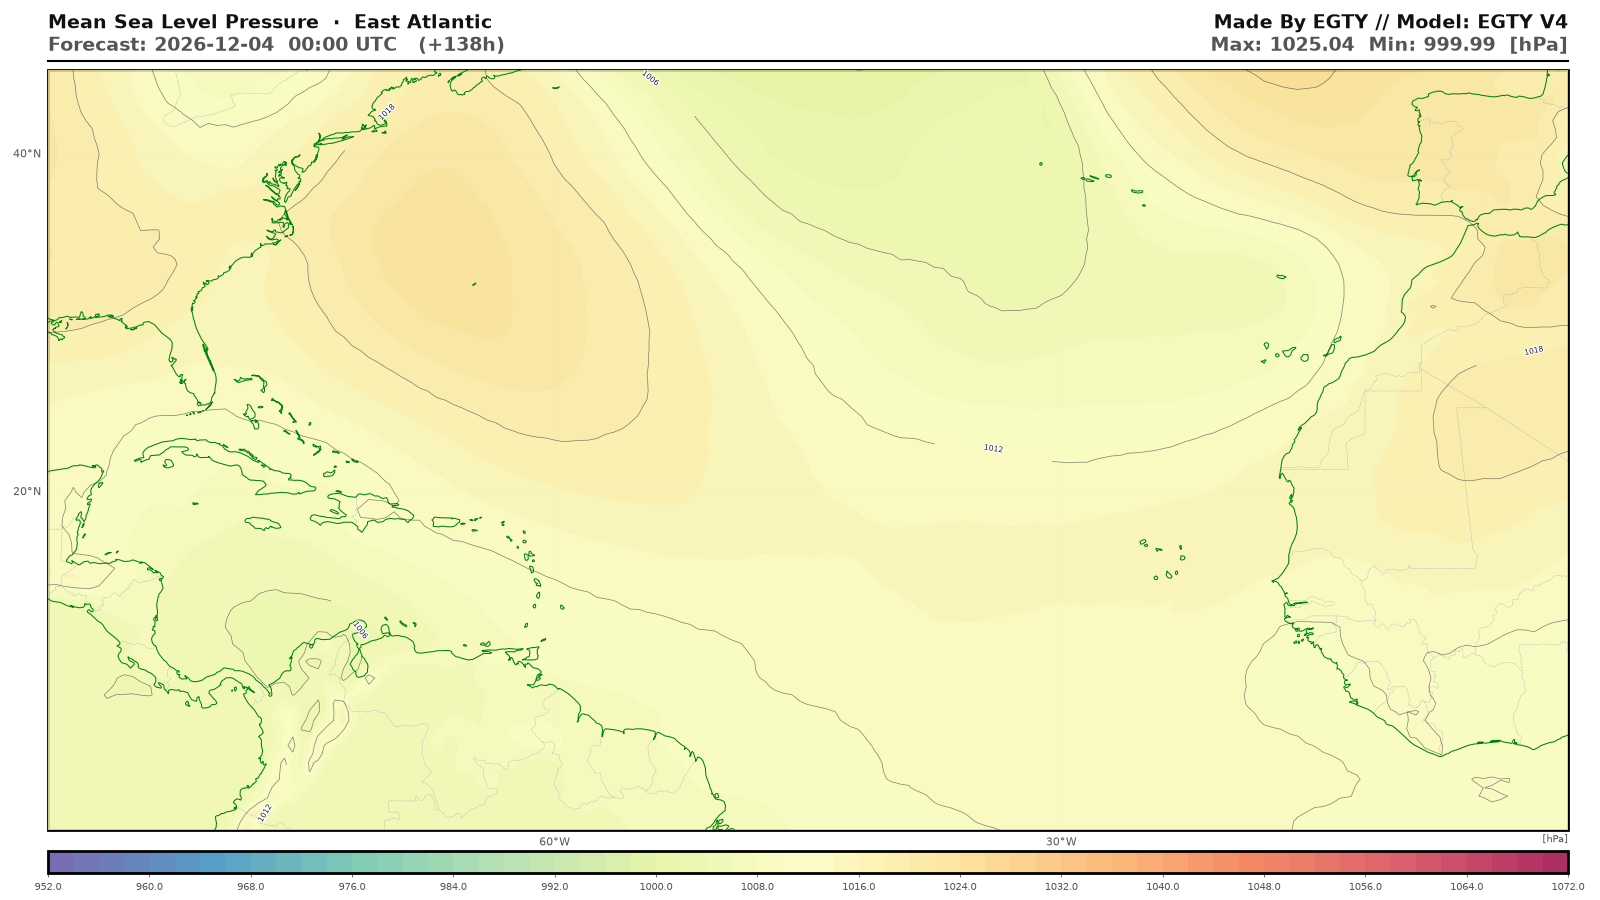 Mean Sea Level Pressure · East Atlantic
Made By EGTY // Model: EGTY V4
Forecast: 2026-12-04 00:00 UTC (+138h)
Max: 1025.04 Min: 999.99 [hPa]
1006
1018
40°N
1018
1012
20°N
1006
1012
60°W
30°W
[hPa]
952.0 960.0 968.0 976.0 984.0 992.0 1000.0 1008.0 1016.0 1024.0 1032.0 1040.0 1048.0 1056.0 1064.0 1072.0